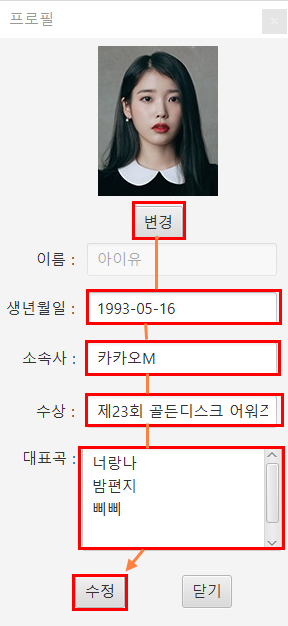 프로필
변경
이름 : 아이유
생년월일 : 1993-05-16
소속사 : 카카오M
수상 : 제23회 골든디스크 어워즈
대표곡 : 너랑나
밤편지
삐삐
수정 닫기